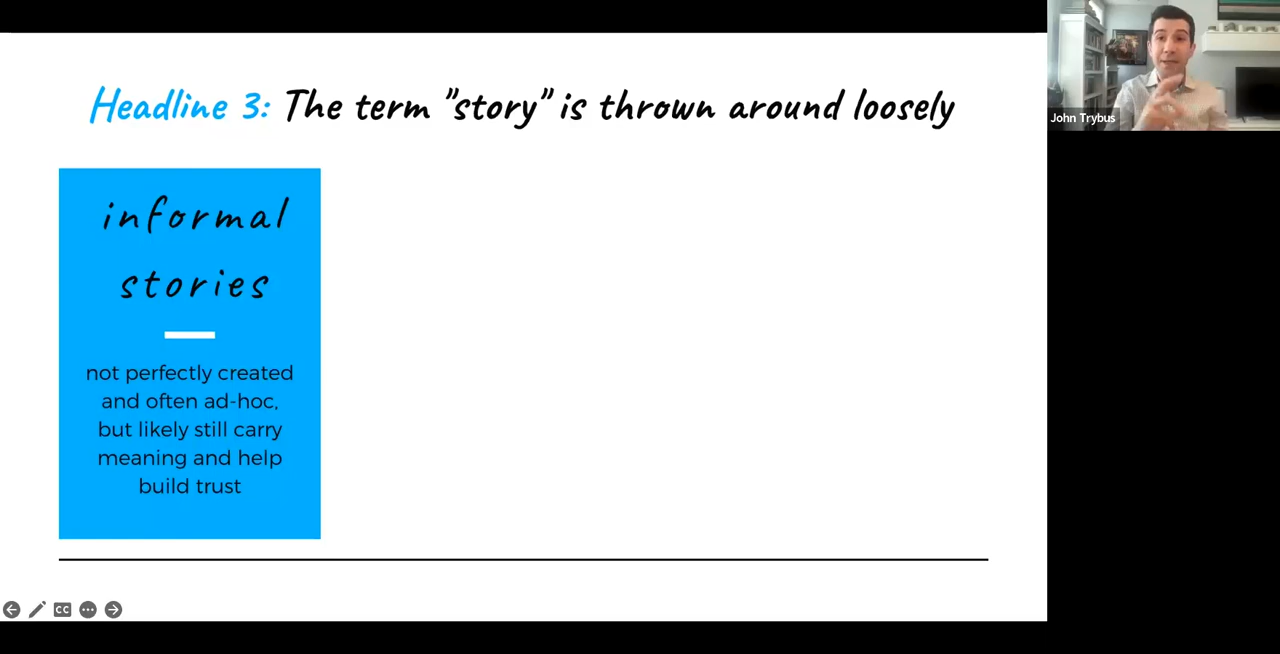 Headline 3: The term "story" is thrown around loosely
informal
stories
not perfectly created
and often ad-hoc,
but likely still carry
meaning and help
build trust
CC
John Trybus